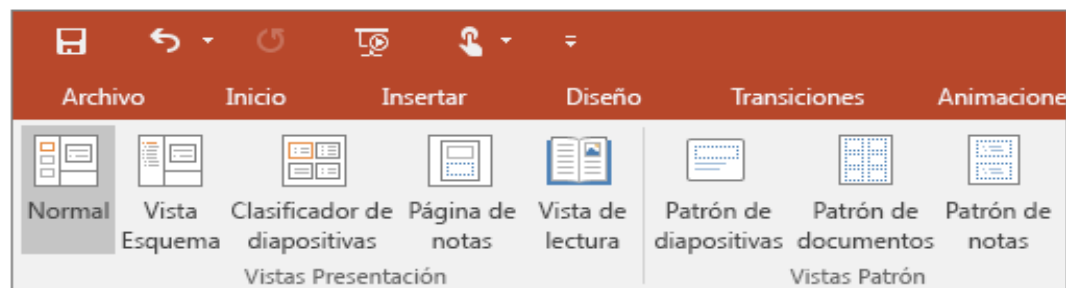 Archivo Inicio Insertar Diseño Transiciones Animacione
Normal Vista Clasificador de Página de Vista de Patrón de Patrón de Patrón de
Esquema diapositivas notas lectura diapositivas documentos notas
Vistas Presentación Vistas Patrón